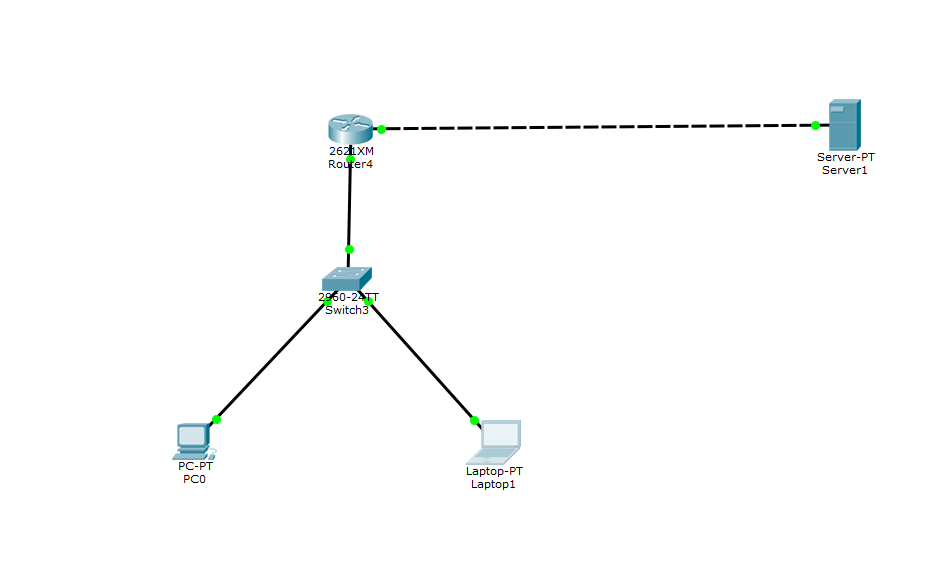 2621XM
Router4
Server-PT
Server1
2960-24TT
Switch3
PC-PT
PC0
Laptop-PT
Laptop1